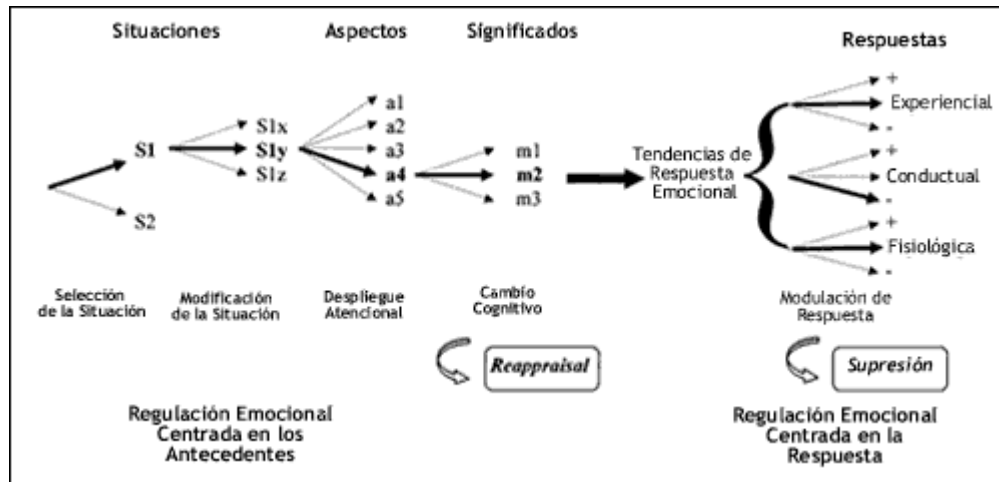 Situaciones
Aspectos
Significados
Respuestas
S1
S2
S1x
S1y
S1z
a1
a2
a3
a4
a5
m1
m2
m3
Tendencias de
Respuesta
Emocional
+
Experiencial
-
+
Conductual
-
+
Fisiológica
-
Selección
de la Situación
Modificación
de la Situación
Despliegue
Atencional
Cambio
Cognitivo
Modulación de
Respuesta
Reappraisal
Supresión
Regulación Emocional
Centrada en los
Antecedentes
Regulación Emocional
Centrada en la
Respuesta